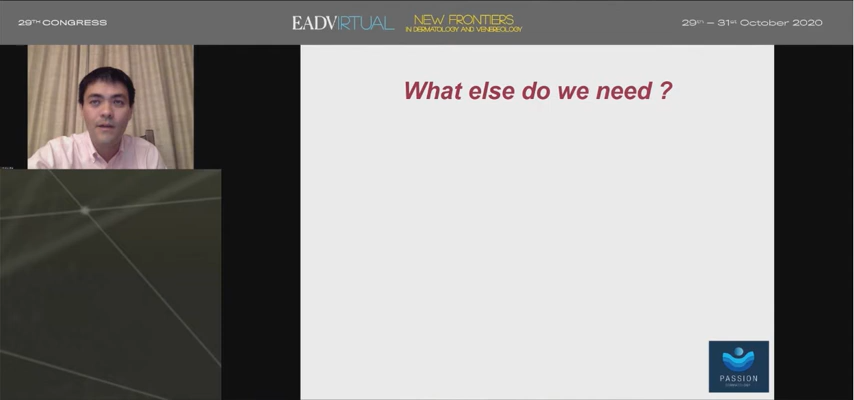 29TH CONGRESS
EADVIRTUAL
NEW FRONTIERS
IN DERMATOLOGY AND VENEREOLOGY
29TH – 31st October 2020
What else do we need ?
PASSION